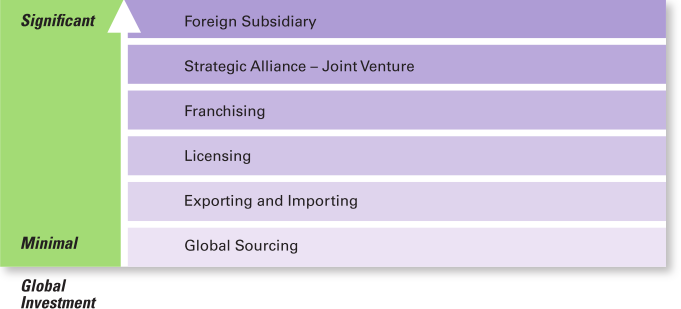 Significant
Foreign Subsidiary
Strategic Alliance – Joint Venture
Franchising
Licensing
Exporting and Importing
Minimal
Global Sourcing
Global
Investment